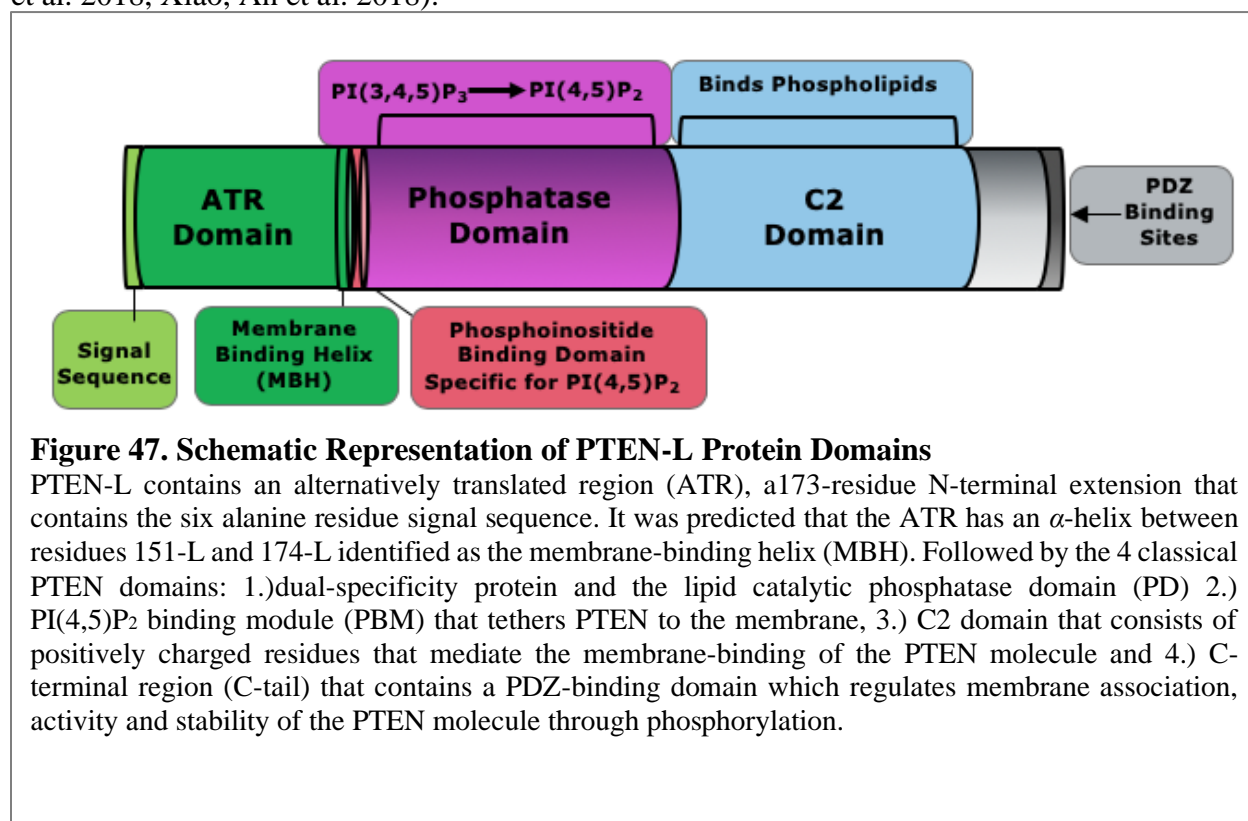 et al. 2018; Xiao, An et al. 2018).
PI(3,4,5)P₃ → PI(4,5)P₂
Binds Phospholipids
ATR
Domain
Phosphatase
Domain
C2
Domain
PDZ
Binding
Sites
Signal
Sequence
Membrane
Binding Helix
(MBH)
Phosphoinositide
Binding Domain
Specific for PI(4,5)P₂
Figure 47. Schematic Representation of PTEN-L Protein Domains
PTEN-L contains an alternatively translated region (ATR), a173-residue N-terminal extension that
contains the six alanine residue signal sequence. It was predicted that the ATR has an α-helix between
residues 151-L and 174-L identified as the membrane-binding helix (MBH). Followed by the 4 classical
PTEN domains: 1.)dual-specificity protein and the lipid catalytic phosphatase domain (PD) 2.)
PI(4,5)P₂ binding module (PBM) that tethers PTEN to the membrane, 3.) C2 domain that consists of
positively charged residues that mediate the membrane-binding of the PTEN molecule and 4.) C-
terminal region (C-tail) that contains a PDZ-binding domain which regulates membrane association,
activity and stability of the PTEN molecule through phosphorylation.